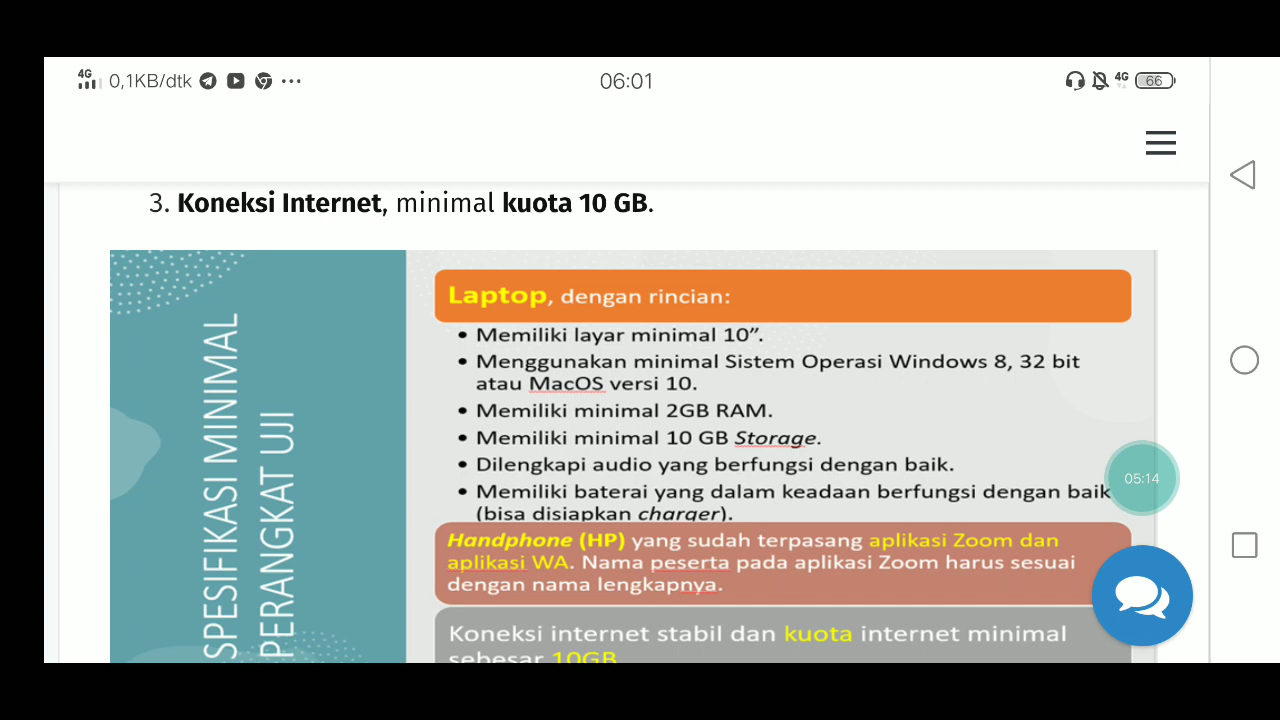 4G 0,1KB/dtk 06:01 4G 66
3. Koneksi Internet, minimal kuota 10 GB.
SPESIFIKASI MINIMAL
PERANGKAT UJI
Laptop, dengan rincian:
• Memiliki layar minimal 10”.
• Menggunakan minimal Sistem Operasi Windows 8, 32 bit
atau MacOS versi 10.
• Memiliki minimal 2GB RAM.
• Memiliki minimal 10 GB Storage.
• Dilengkapi audio yang berfungsi dengan baik.
• Memiliki baterai yang dalam keadaan berfungsi dengan baik
(bisa disiapkan charger).
05:14
Handphone (HP) yang sudah terpasang aplikasi Zoom dan
aplikasi WA. Nama peserta pada aplikasi Zoom harus sesuai
dengan nama lengkapnya.
Koneksi internet stabil dan kuota internet minimal
sebesar 10GB